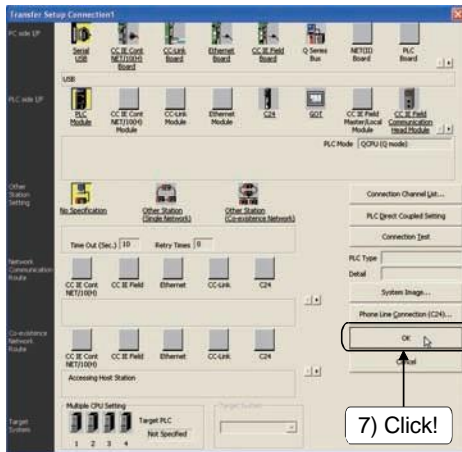 Transfer Setup Connection1
PC side I/F
Serial USB
CC IE Cont NET/10(H) Board
CC-Link Board
Ethernet Board
CC IE Field Board
Q Series Bus
NET(II) Board
PLC Board
USB
PLC side I/F
PLC Module
CC IE Cont NET/10(H) Module
CC-Link Module
Ethernet Module
C24
GOT
CC IE Field Master/Local Module
CC IE Field Communication Head Module
PLC Mode QCPU (Q mode)
Other Station Setting
No Specification
Other Station (Single Network)
Other Station (Co-existence Network)
Connection Channel List...
PLC Direct Coupled Setting
Time Out (Sec.) 10 Retry Times 0
Connection Test
Network Communication Route
PLC Type
Detail
CC IE Cont NET/10(H)
CC IE Field
Ethernet
CC-Link
C24
System Image...
Phone Line Connection (C24)...
Co-existence Network Route
OK
CC IE Cont NET/10(H)
CC IE Field
Ethernet
CC-Link
C24
Cancel
Accessing Host Station
Target System
Multiple CPU Setting
Target PLC
Not Specified
1 2 3 4
Target System
7) Click!